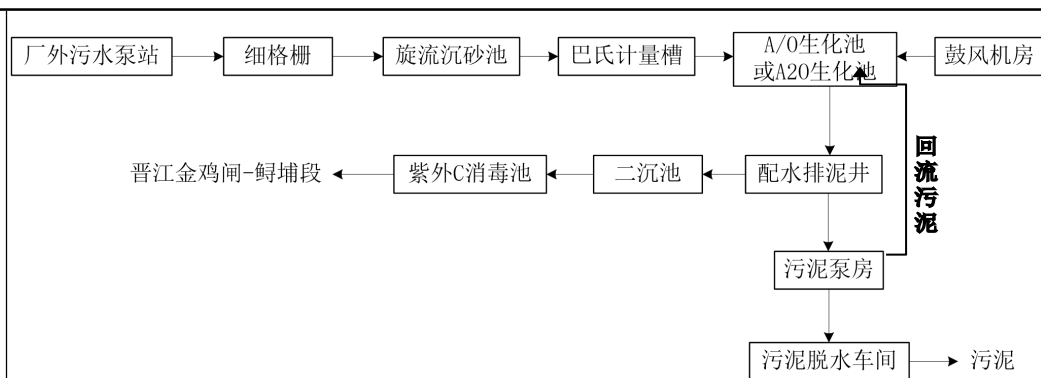 厂外污水泵站
细格栅
旋流沉砂池
巴氏计量槽
A/O生化池
或A2O生化池
鼓风机房
晋江金鸡闸-鲟埔段
紫外C消毒池
二沉池
配水排泥井
回流污泥
污泥泵房
污泥脱水车间
污泥